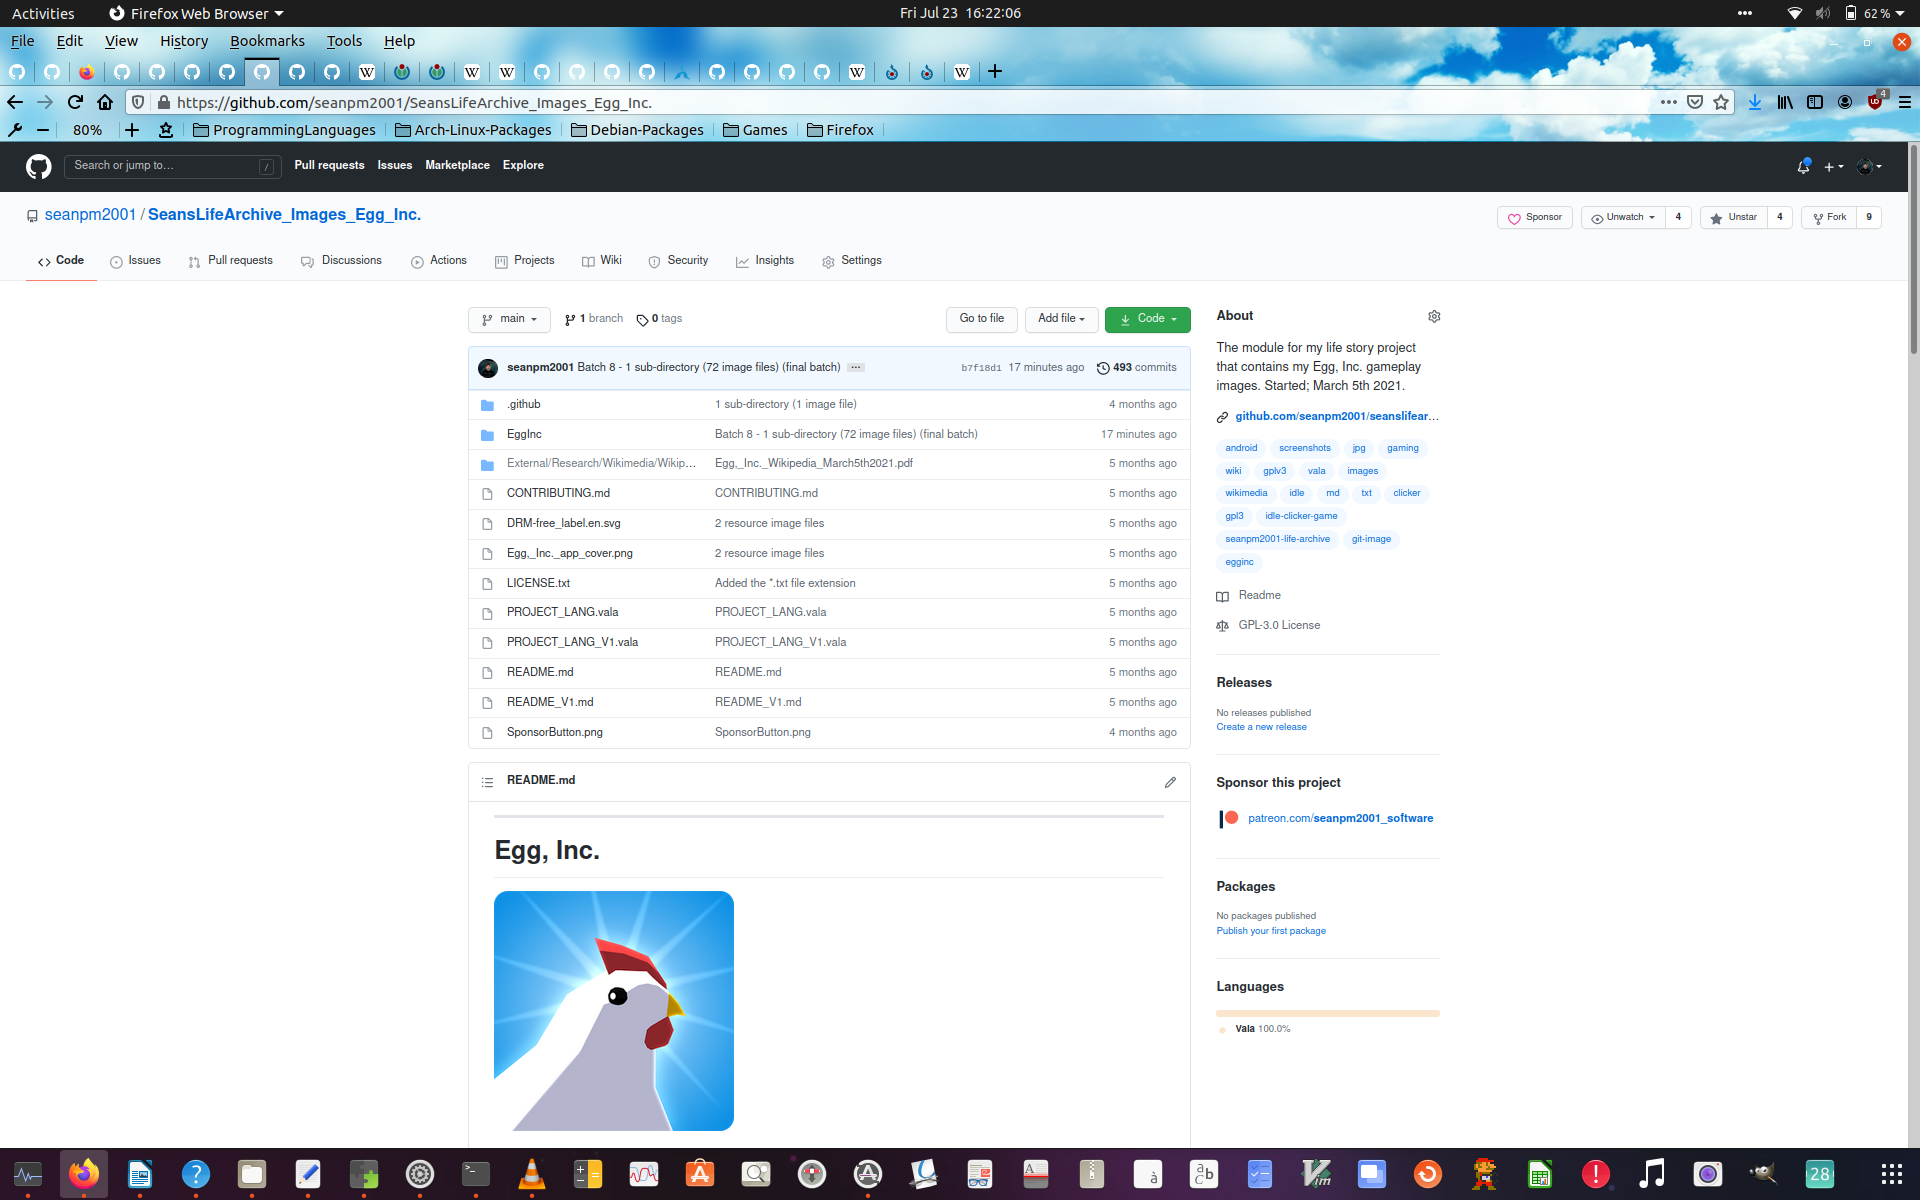 Activities Firefox Web Browser Fri Jul 23 16:22:06 62 %
File Edit View History Bookmarks Tools Help
https://github.com/seanpm2001/SeansLifeArchive_Images_Egg_Inc. 4
80% ProgrammingLanguages Arch-Linux-Packages Debian-Packages Games Firefox
Search or jump to… / Pull requests Issues Marketplace Explore
seanpm2001 / SeansLifeArchive_Images_Egg_Inc. Sponsor Unwatch 4 Unstar 4 Fork 9
Code Issues Pull requests Discussions Actions Projects Wiki Security Insights Settings
main 1 branch 0 tags Go to file Add file Code
seanpm2001 Batch 8 - 1 sub-directory (72 image files) (final batch) ... b7f18d1 17 minutes ago 493 commits
.github 1 sub-directory (1 image file) 4 months ago
EggInc Batch 8 - 1 sub-directory (72 image files) (final batch) 17 minutes ago
External/Research/Wikimedia/Wikip... Egg,_Inc._Wikipedia_March5th2021.pdf 5 months ago
CONTRIBUTING.md CONTRIBUTING.md 5 months ago
DRM-free_label.en.svg 2 resource image files 5 months ago
Egg,_Inc._app_cover.png 2 resource image files 5 months ago
LICENSE.txt Added the *.txt file extension 5 months ago
PROJECT_LANG.vala PROJECT_LANG.vala 5 months ago
PROJECT_LANG_V1.vala PROJECT_LANG_V1.vala 5 months ago
README.md README.md 5 months ago
README_V1.md README_V1.md 5 months ago
SponsorButton.png SponsorButton.png 4 months ago
README.md
Egg, Inc.
About
The module for my life story project
that contains my Egg, Inc. gameplay
images. Started; March 5th 2021.
github.com/seanpm2001/seanslifear...
android screenshots jpg gaming
wiki gplv3 vala images
wikimedia idle md txt clicker
gpl3 idle-clicker-game
seanpm2001-life-archive git-image
egginc
Readme
GPL-3.0 License
Releases
No releases published
Create a new release
Sponsor this project
patreon.com/seanpm2001_software
Packages
No packages published
Publish your first package
Languages
Vala 100.0%
28